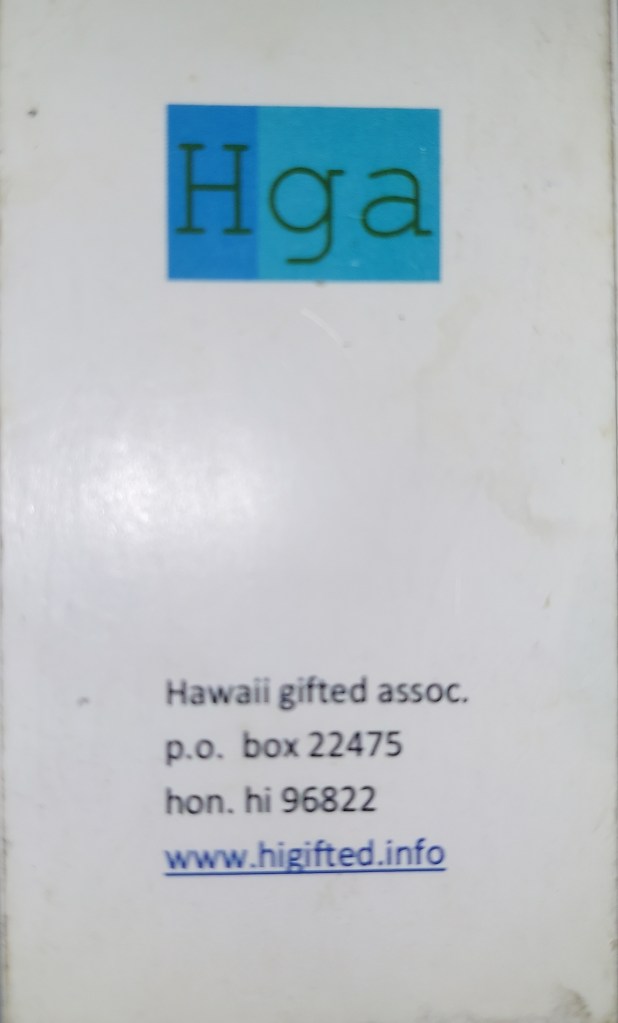 Hga
Hawaii gifted assoc.
p.o. box 22475
hon. hi 96822
www.higifted.info